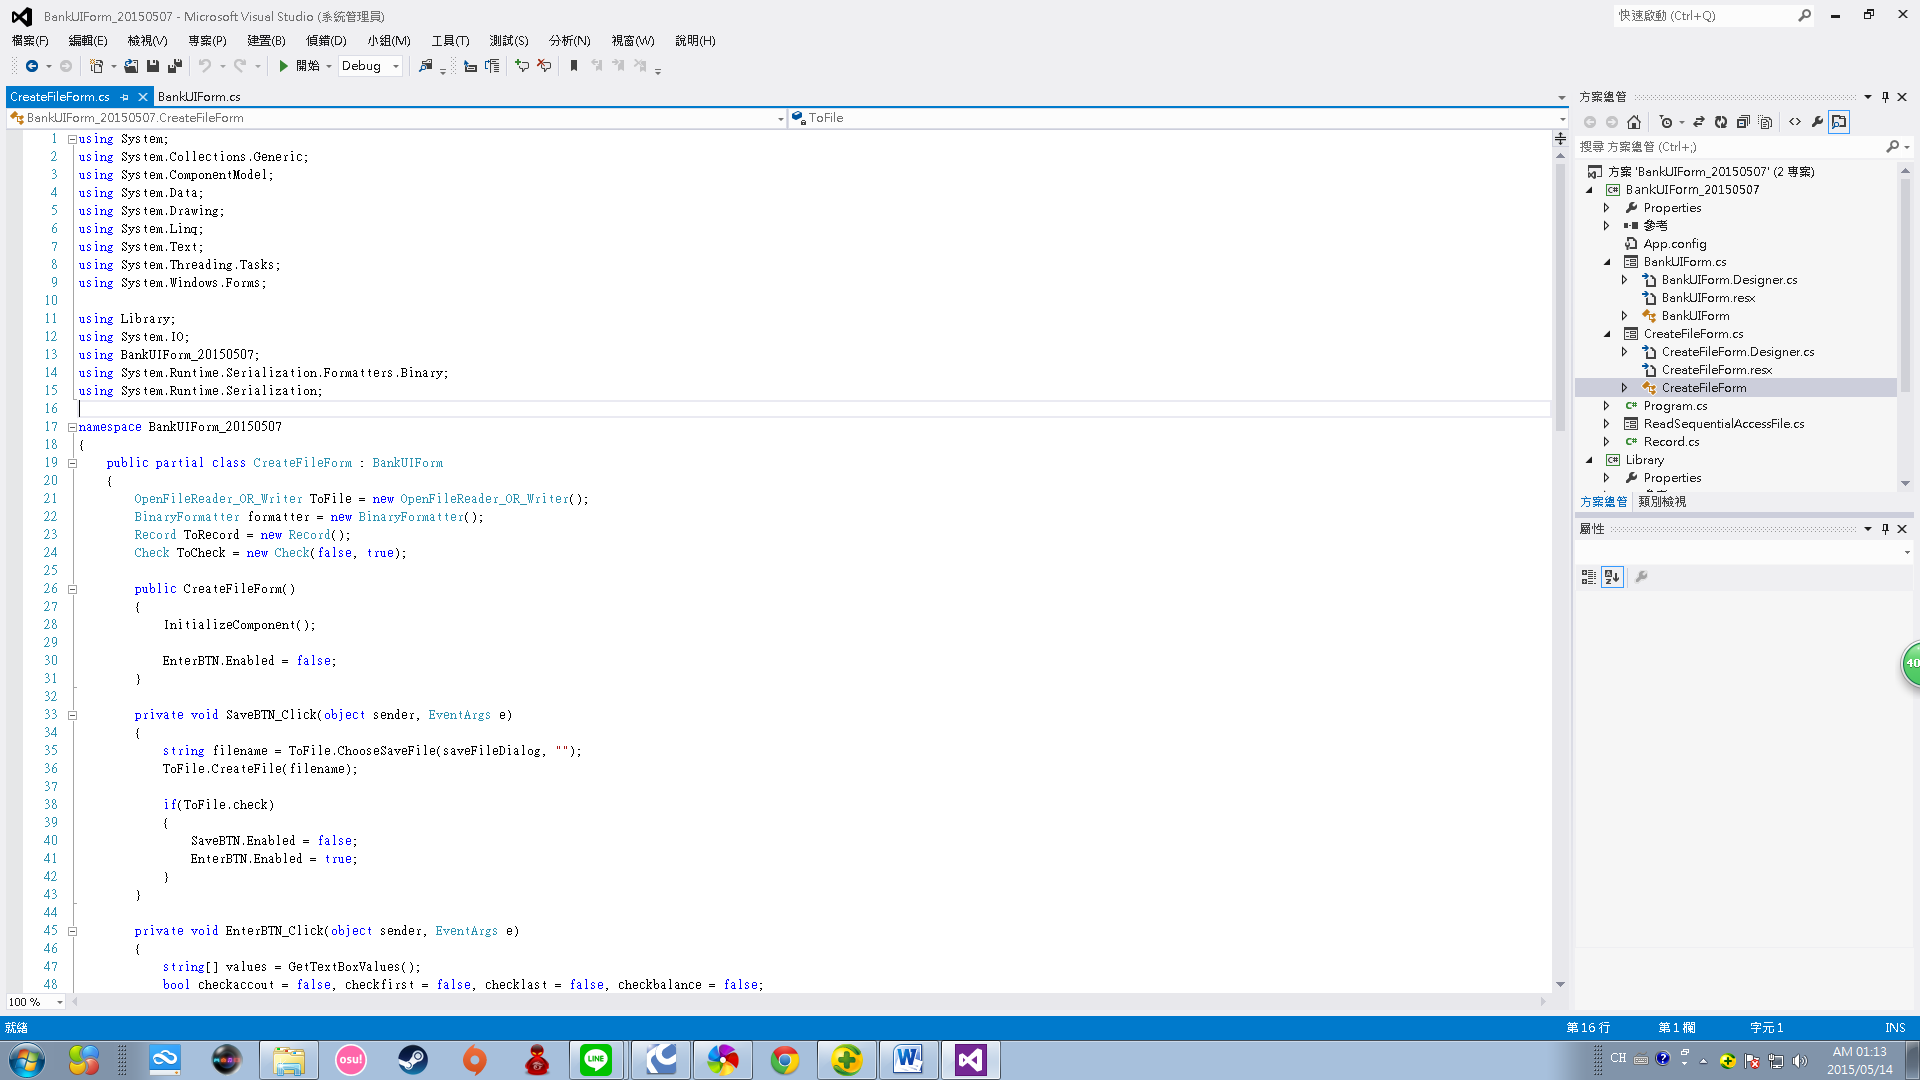 BankUIForm_20150507 - Microsoft Visual Studio (系統管理員)
快速啟動 (Ctrl+Q)
檔案(F) 編輯(E) 檢視(V) 專案(P) 建置(B) 偵錯(D) 小組(M) 工具(T) 測試(S) 分析(N) 視窗(W) 說明(H)
開始 Debug
CreateFileForm.cs BankUIForm.cs
BankUIForm_20150507.CreateFileForm ToFile
1 using System;
2 using System.Collections.Generic;
3 using System.ComponentModel;
4 using System.Data;
5 using System.Drawing;
6 using System.Linq;
7 using System.Text;
8 using System.Threading.Tasks;
9 using System.Windows.Forms;
10
11 using Library;
12 using System.IO;
13 using BankUIForm_20150507;
14 using System.Runtime.Serialization.Formatters.Binary;
15 using System.Runtime.Serialization;
16
17 namespace BankUIForm_20150507
18 {
19 public partial class CreateFileForm : BankUIForm
20 {
21 OpenFileReader_OR_Writer ToFile = new OpenFileReader_OR_Writer();
22 BinaryFormatter formatter = new BinaryFormatter();
23 Record ToRecord = new Record();
24 Check ToCheck = new Check(false, true);
25
26 public CreateFileForm()
27 {
28 InitializeComponent();
29
30 EnterBTN.Enabled = false;
31 }
32
33 private void SaveBTN_Click(object sender, EventArgs e)
34 {
35 string filename = ToFile.ChooseSaveFile(saveFileDialog, "");
36 ToFile.CreateFile(filename);
37
38 if(ToFile.check)
39 {
40 SaveBTN.Enabled = false;
41 EnterBTN.Enabled = true;
42 }
43 }
44
45 private void EnterBTN_Click(object sender, EventArgs e)
46 {
47 string[] values = GetTextBoxValues();
48 bool checkaccout = false, checkfirst = false, checklast = false, checkbalance = false;
100 %
方案總管
搜尋 方案總管 (Ctrl+;)
方案 'BankUIForm_20150507' (2 專案)
BankUIForm_20150507
Properties
參考
App.config
BankUIForm.cs
BankUIForm.Designer.cs
BankUIForm.resx
BankUIForm
CreateFileForm.cs
CreateFileForm.Designer.cs
CreateFileForm.resx
CreateFileForm
Program.cs
ReadSequentialAccessFile.cs
Record.cs
Library
Properties
方案總管 類別檢視
屬性
40
就緒 第 16 行 第 1 欄 字元 1 INS
osu! LINE
CH
AM 01:13
2015/05/14